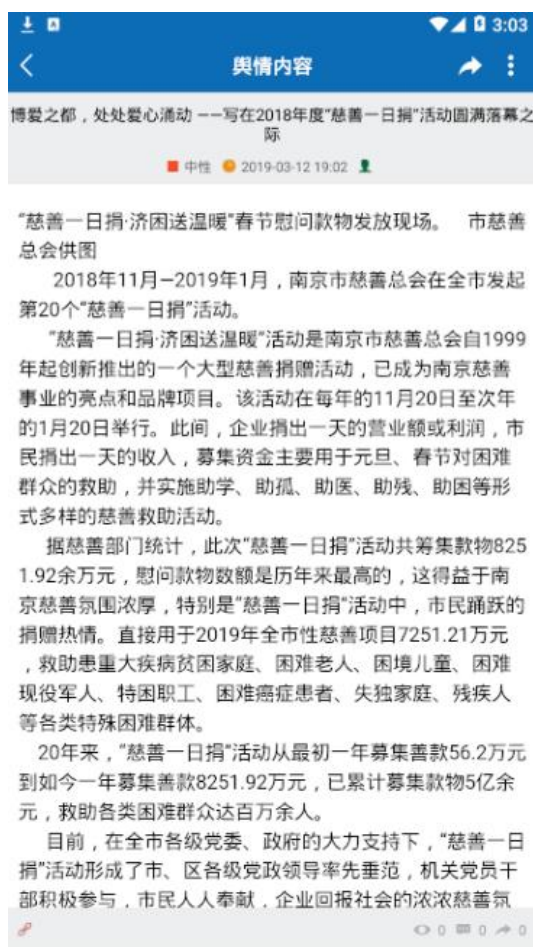 3:03
舆情内容
博爱之都，处处爱心涌动 ——写在2018年度“慈善一日捐”活动圆满落幕之
际
中性 2019-03-12 19:02
“慈善一日捐·济困送温暖”春节慰问款物发放现场。 市慈善
总会供图
2018年11月—2019年1月，南京市慈善总会在全市发起
第20个“慈善一日捐”活动。
“慈善一日捐·济困送温暖”活动是南京市慈善总会自1999
年起创新推出的一个大型慈善捐赠活动，已成为南京慈善
事业的亮点和品牌项目。该活动在每年的11月20日至次年
的1月20日举行。此间，企业捐出一天的营业额或利润，市
民捐出一天的收入，募集资金主要用于元旦、春节对困难
群众的救助，并实施助学、助孤、助医、助残、助困等形
式多样的慈善救助活动。
据慈善部门统计，此次“慈善一日捐”活动共筹集款物825
1.92余万元，慰问款物数额是历年来最高的，这得益于南
京慈善氛围浓厚，特别是“慈善一日捐”活动中，市民踊跃的
捐赠热情。直接用于2019年全市性慈善项目7251.21万元
，救助患重大疾病贫困家庭、困难老人、困境儿童、困难
现役军人、特困职工、困难癌症患者、失独家庭、残疾人
等各类特殊困难群体。
20年来，“慈善一日捐”活动从最初一年募集善款56.2万元
到如今一年募集善款8251.92万元，已累计募集款物5亿余
元，救助各类困难群众达百万余人。
目前，在全市各级党委、政府的大力支持下，“慈善一日
捐”活动形成了市、区各级党政领导率先垂范，机关党员干
部积极参与，市民人人奉献，企业回报社会的浓浓慈善氛
0 0 0